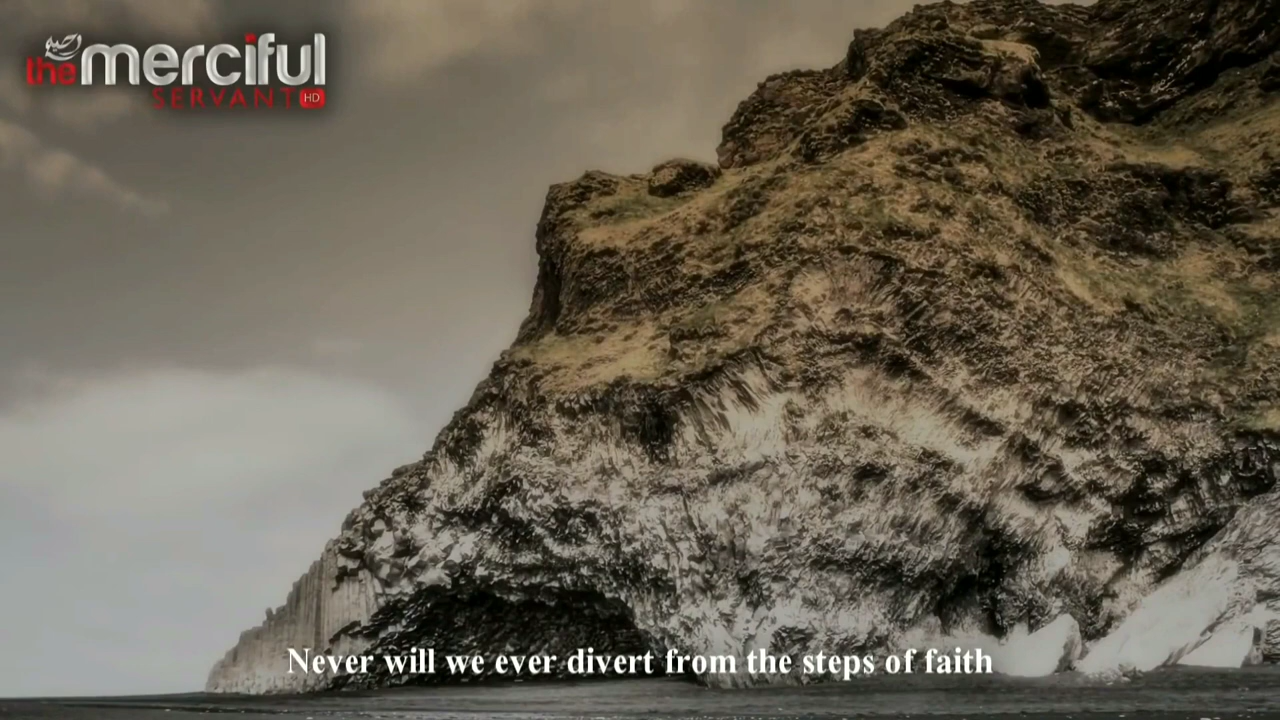 the merciful
SERVANT HD
Never will we ever divert from the steps of faith